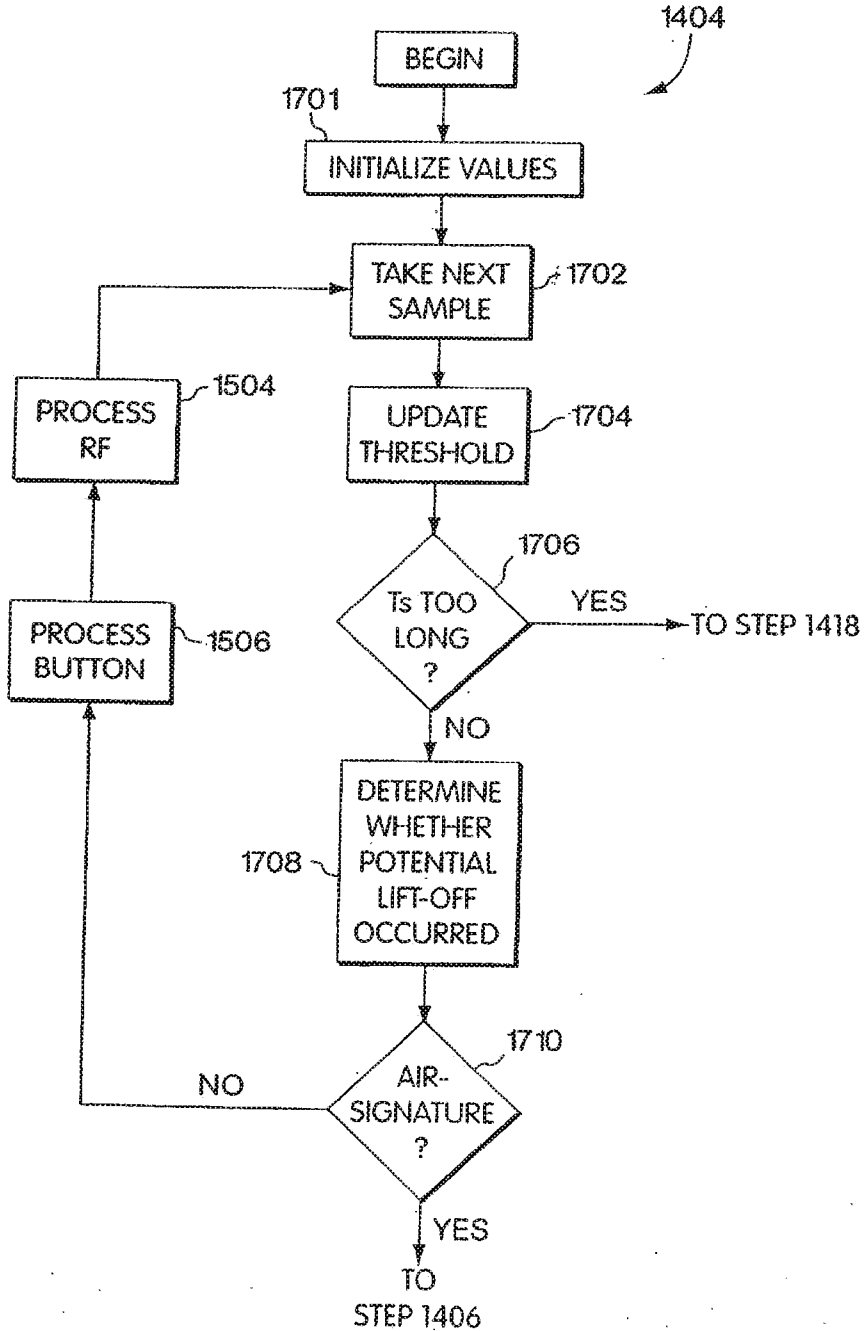 1404
BEGIN
1701
INITIALIZE VALUES
TAKE NEXT
SAMPLE
1702
1504
PROCESS
RF
UPDATE
THRESHOLD
1704
1706
Ts TOO
LONG
?
YES
TO STEP 1418
PROCESS
BUTTON
1506
NO
DETERMINE
WHETHER
POTENTIAL
LIFT-OFF
OCCURRED
1708
1710
AIR-
SIGNATURE
?
NO
YES
TO
STEP 1406